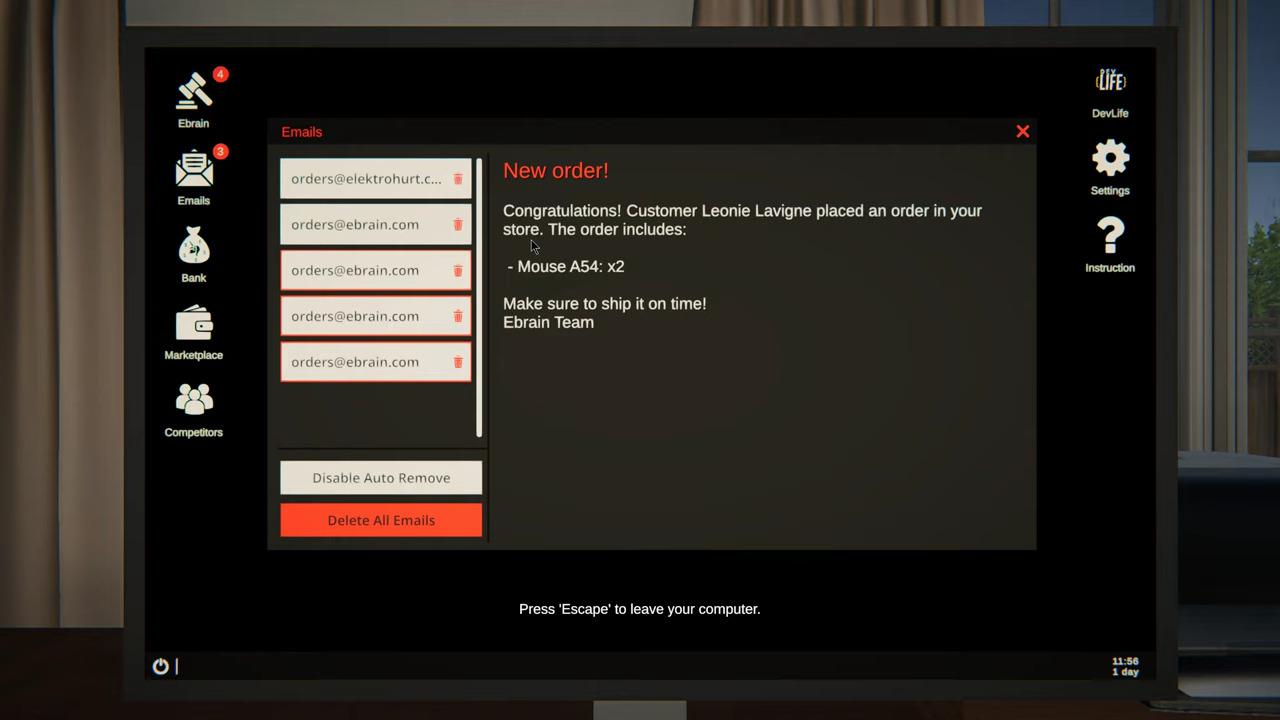 4
Ebrain
3
Emails
Bank
Marketplace
Competitors
Emails
orders@elektrohurt.c...
orders@ebrain.com
orders@ebrain.com
orders@ebrain.com
orders@ebrain.com
Disable Auto Remove
Delete All Emails
New order!
Congratulations! Customer Leonie Lavigne placed an order in your
store. The order includes:
- Mouse A54: x2
Make sure to ship it on time!
Ebrain Team
DEV
LIFE
DevLife
Settings
Instruction
Press 'Escape' to leave your computer.
11:56
1 day